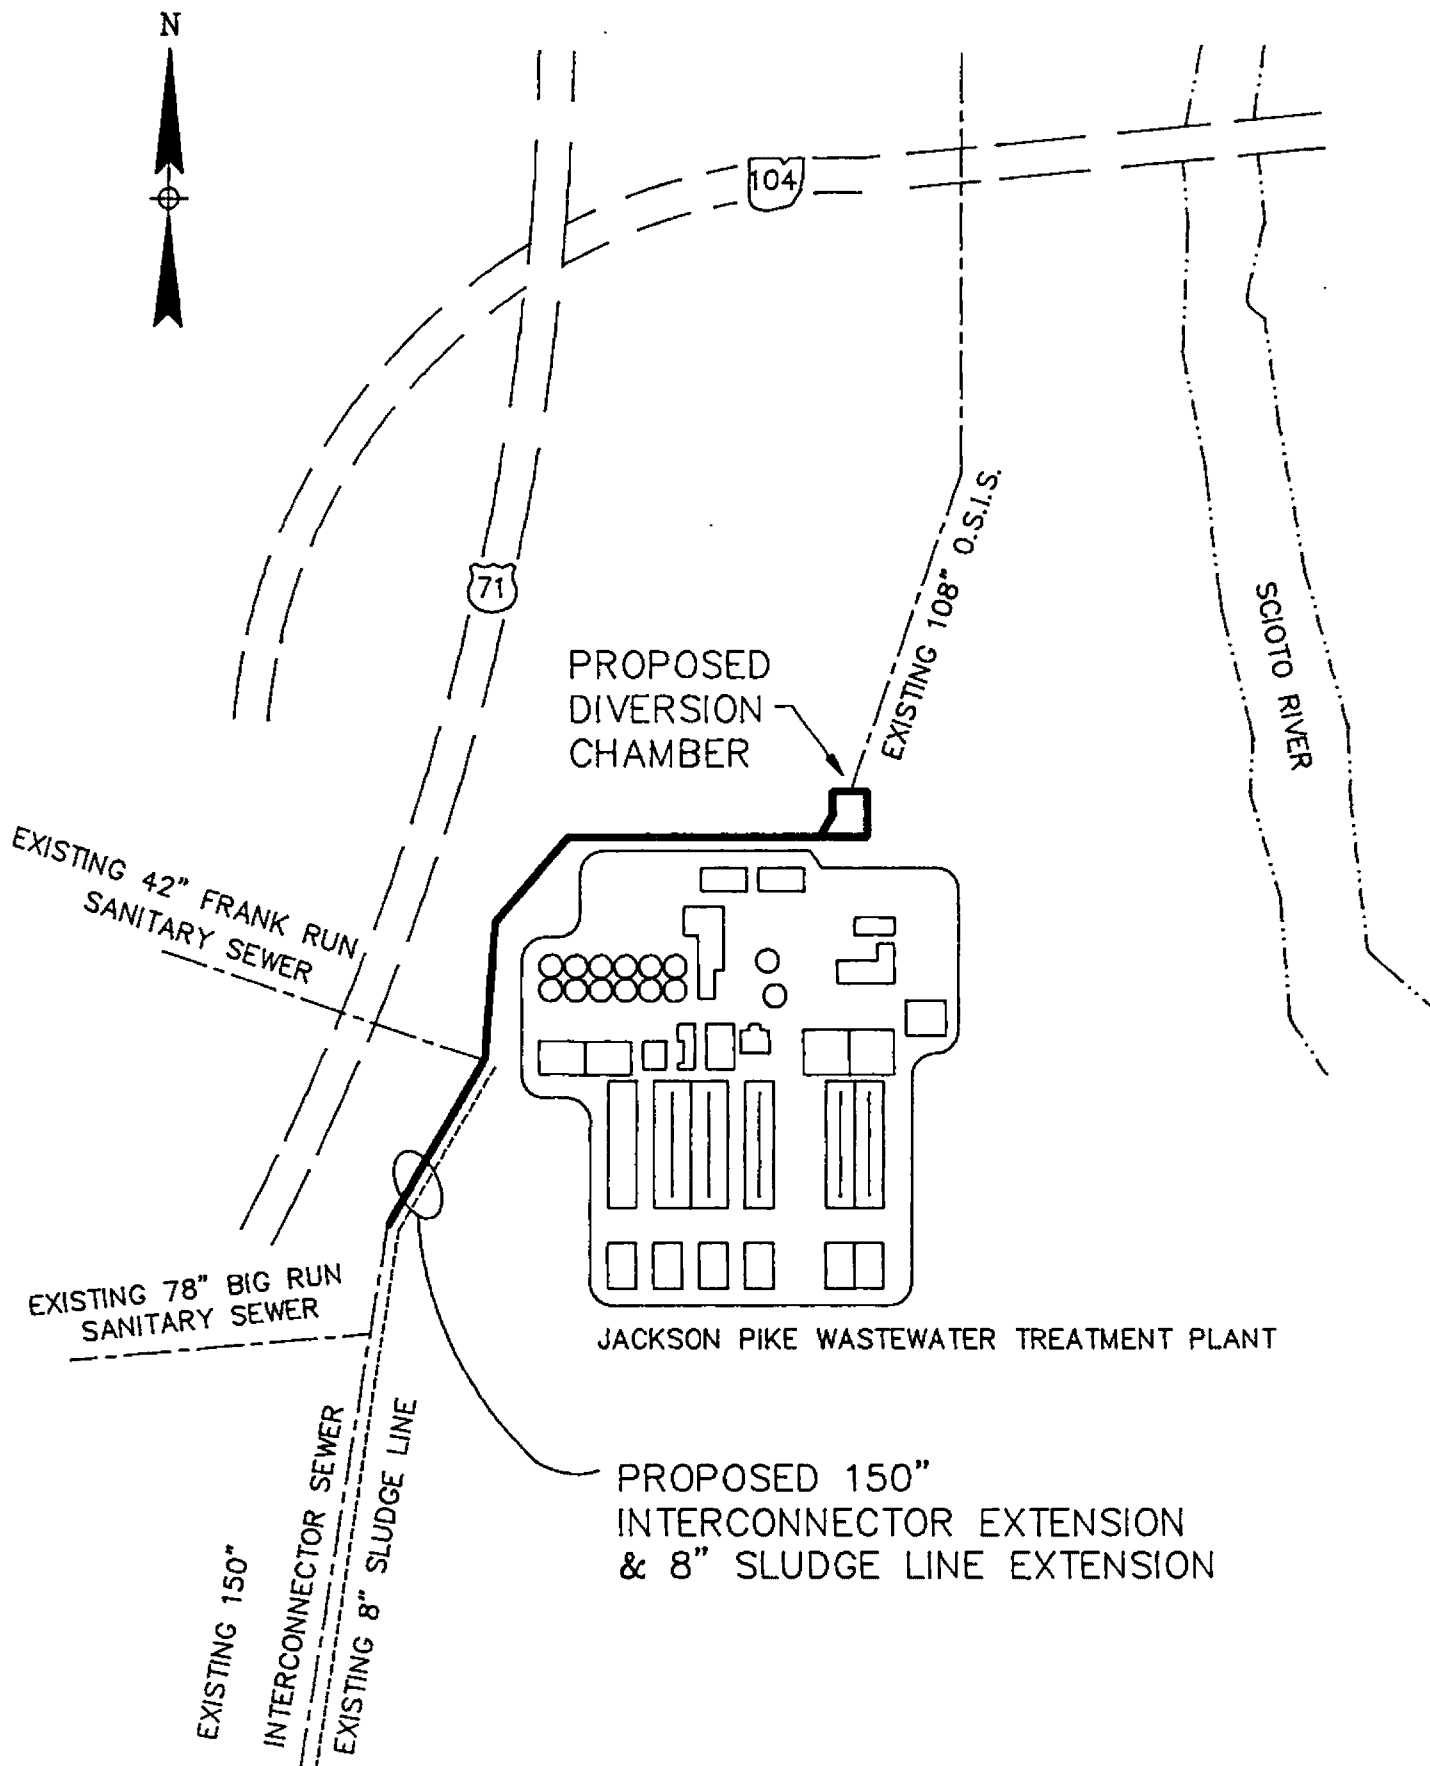 N
104
71
EXISTING 108" O.S.I.S.
SCIOTO RIVER
PROPOSED
DIVERSION
CHAMBER
EXISTING 42" FRANK RUN
SANITARY SEWER
EXISTING 78" BIG RUN
SANITARY SEWER
JACKSON PIKE WASTEWATER TREATMENT PLANT
PROPOSED 150"
INTERCONNECTOR EXTENSION
& 8" SLUDGE LINE EXTENSION
EXISTING 150"
INTERCONNECTOR SEWER
EXISTING 8" SLUDGE LINE